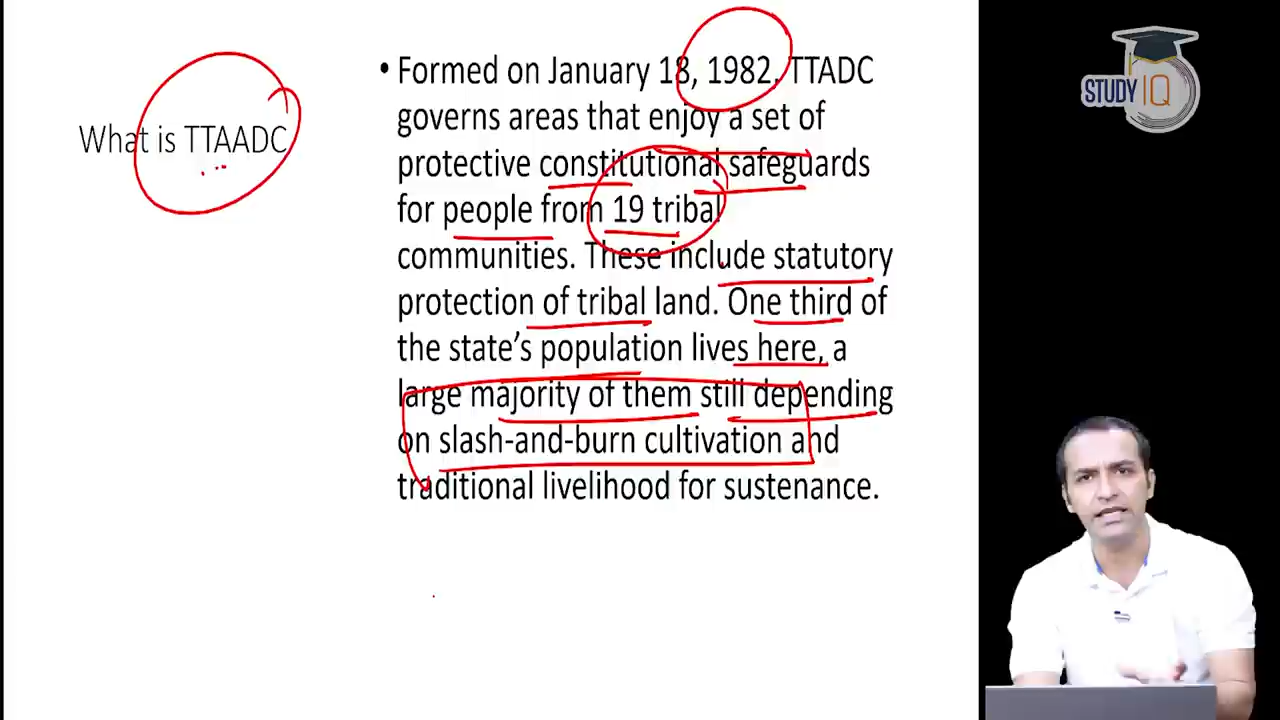 What is TTAADC
• Formed on January 18, 1982, TTADC
governs areas that enjoy a set of
protective constitutional safeguards
for people from 19 tribal
communities. These include statutory
protection of tribal land. One third of
the state's population lives here, a
large majority of them still depending
on slash-and-burn cultivation and
traditional livelihood for sustenance.
STUDY IQ